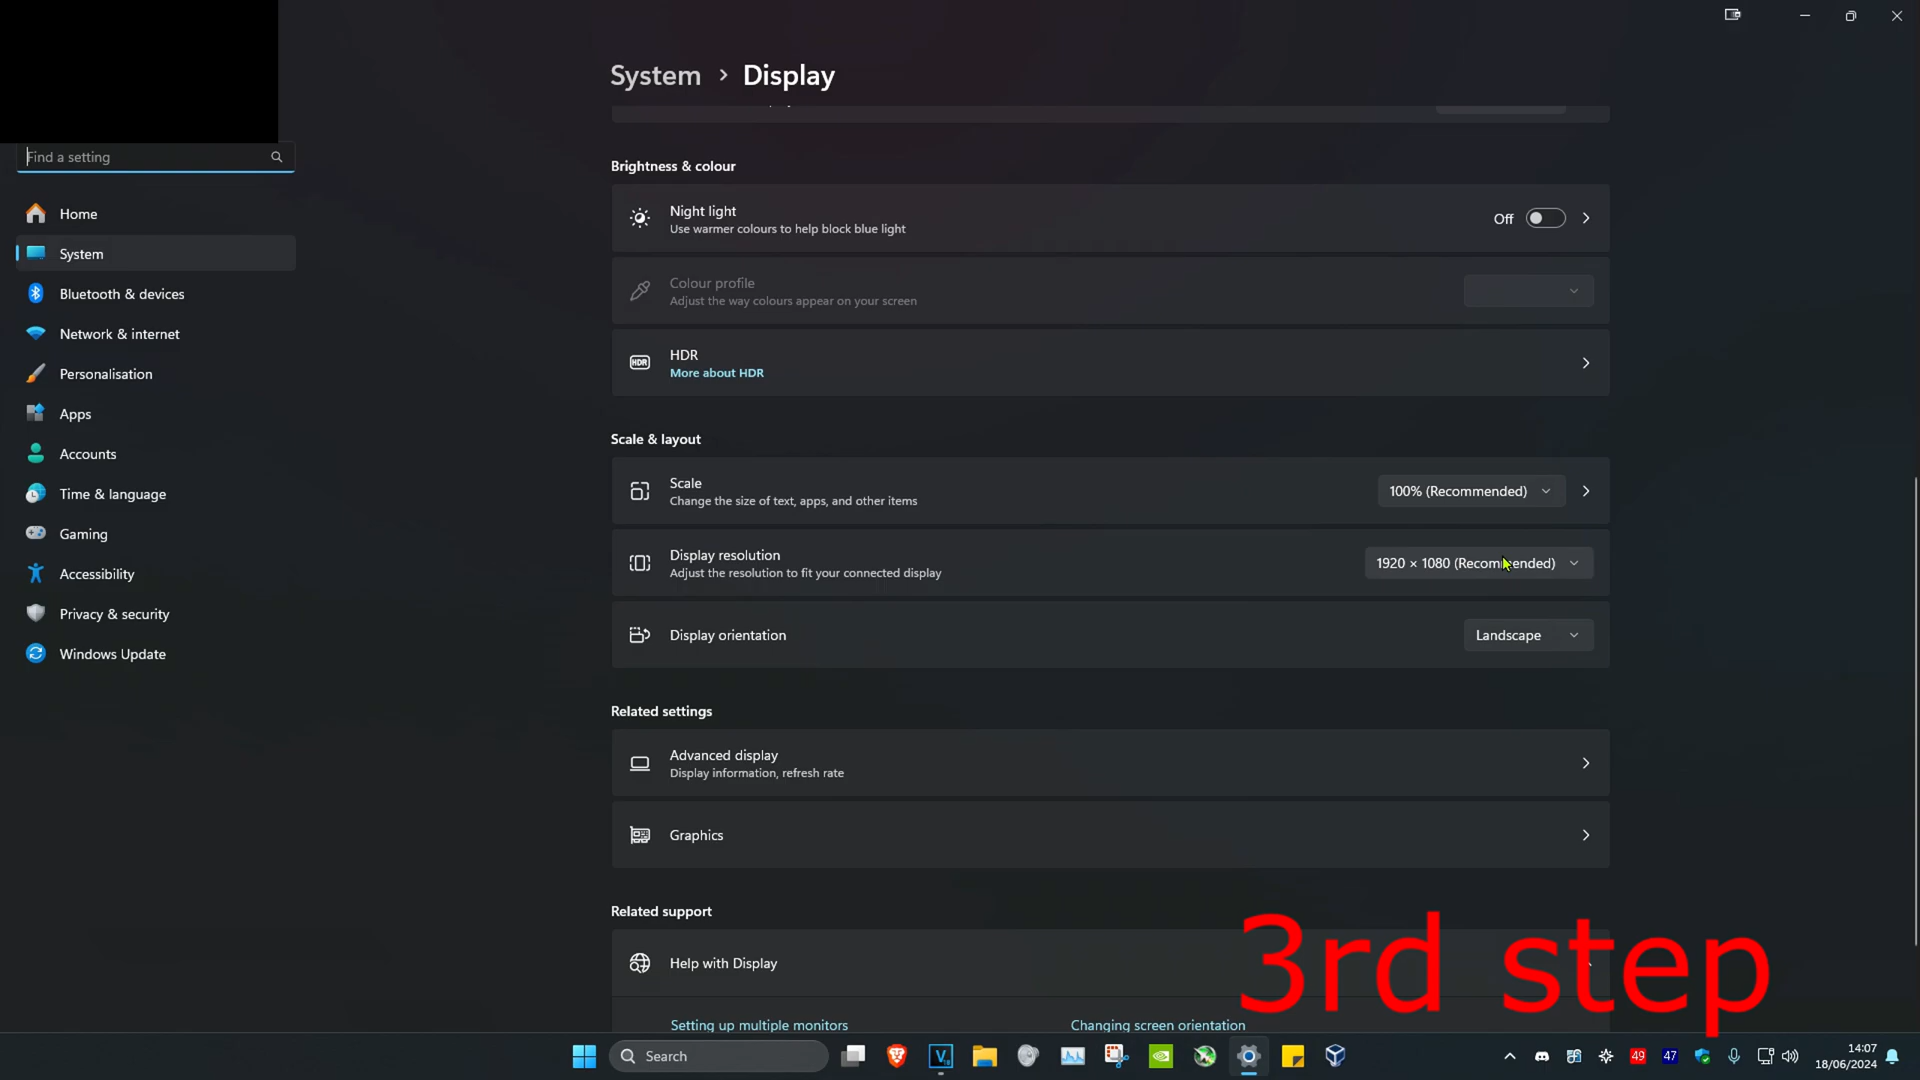 System > Display
Find a setting
Home
System
Bluetooth & devices
Network & internet
Personalisation
Apps
Accounts
Time & language
Gaming
Accessibility
Privacy & security
Windows Update
Brightness & colour
Night light
Use warmer colours to help block blue light
Off
Colour profile
Adjust the way colours appear on your screen
HDR
HDR
More about HDR
Scale & layout
Scale
Change the size of text, apps, and other items
100% (Recommended)
Display resolution
Adjust the resolution to fit your connected display
1920 × 1080 (Recommended)
Display orientation
Landscape
Related settings
Advanced display
Display information, refresh rate
Graphics
Related support
Help with Display
Setting up multiple monitors
Changing screen orientation
3rd step
Search
49
47
14:07
18/06/2024